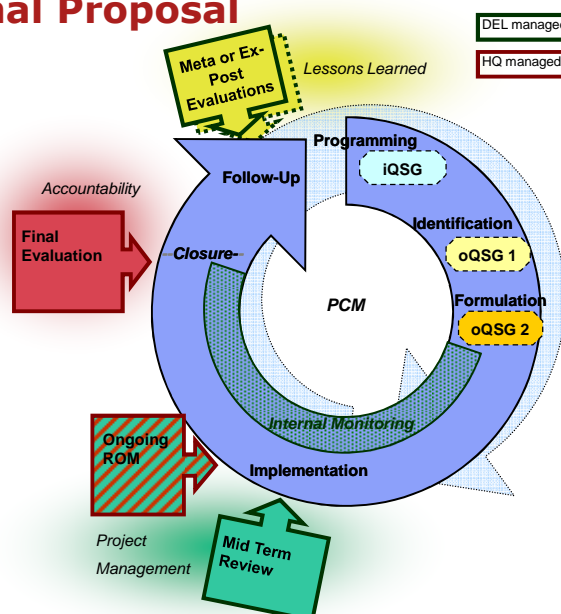 nal Proposal
DEL managed
HQ managed
Meta or Ex-
Post
Evaluations
Lessons Learned
Programming
iQSG
Follow-Up
Accountability
Identification
Final
Evaluation
-Closure-
oQSG 1
Formulation
PCM
oQSG 2
Internal Monitoring
Ongoing
ROM
Implementation
Project
Management
Mid Term
Review